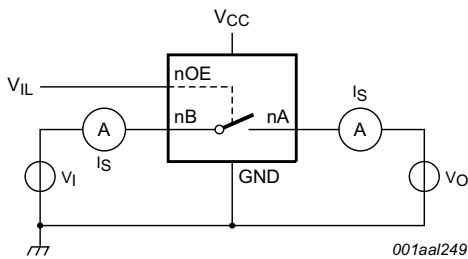 VCC
nOE
VIL
nB
nA
IS
A
A
IS
VI
GND
VO
001aal249